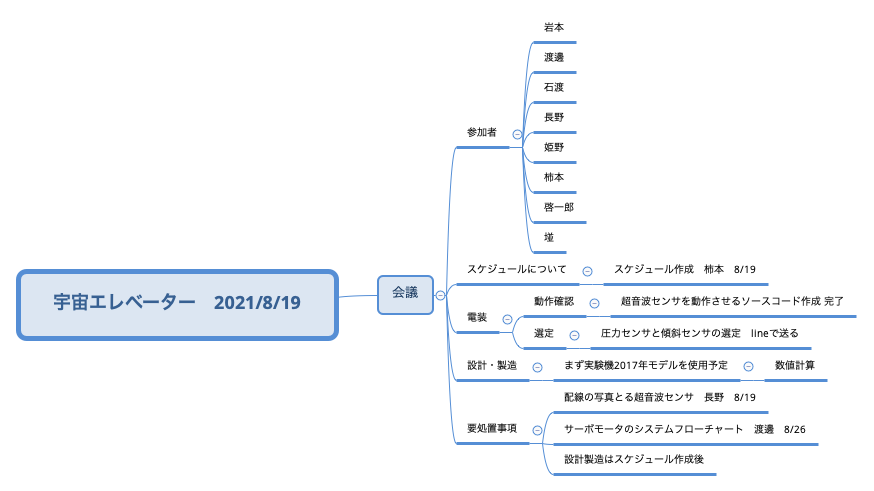 宇宙エレベーター　2021/8/19
会議
参加者
岩本
渡邊
石渡
長野
姫野
柿本
啓一郎
墐
スケジュールについて
スケジュール作成　柿本　8/19
電装
動作確認
超音波センサを動作させるソースコード作成 完了
選定
圧力センサと傾斜センサの選定　lineで送る
設計・製造
まず実験機2017年モデルを使用予定
数値計算
要処置事項
配線の写真とる超音波センサ　長野　8/19
サーボモータのシステムフローチャート　渡邊　8/26
設計製造はスケジュール作成後